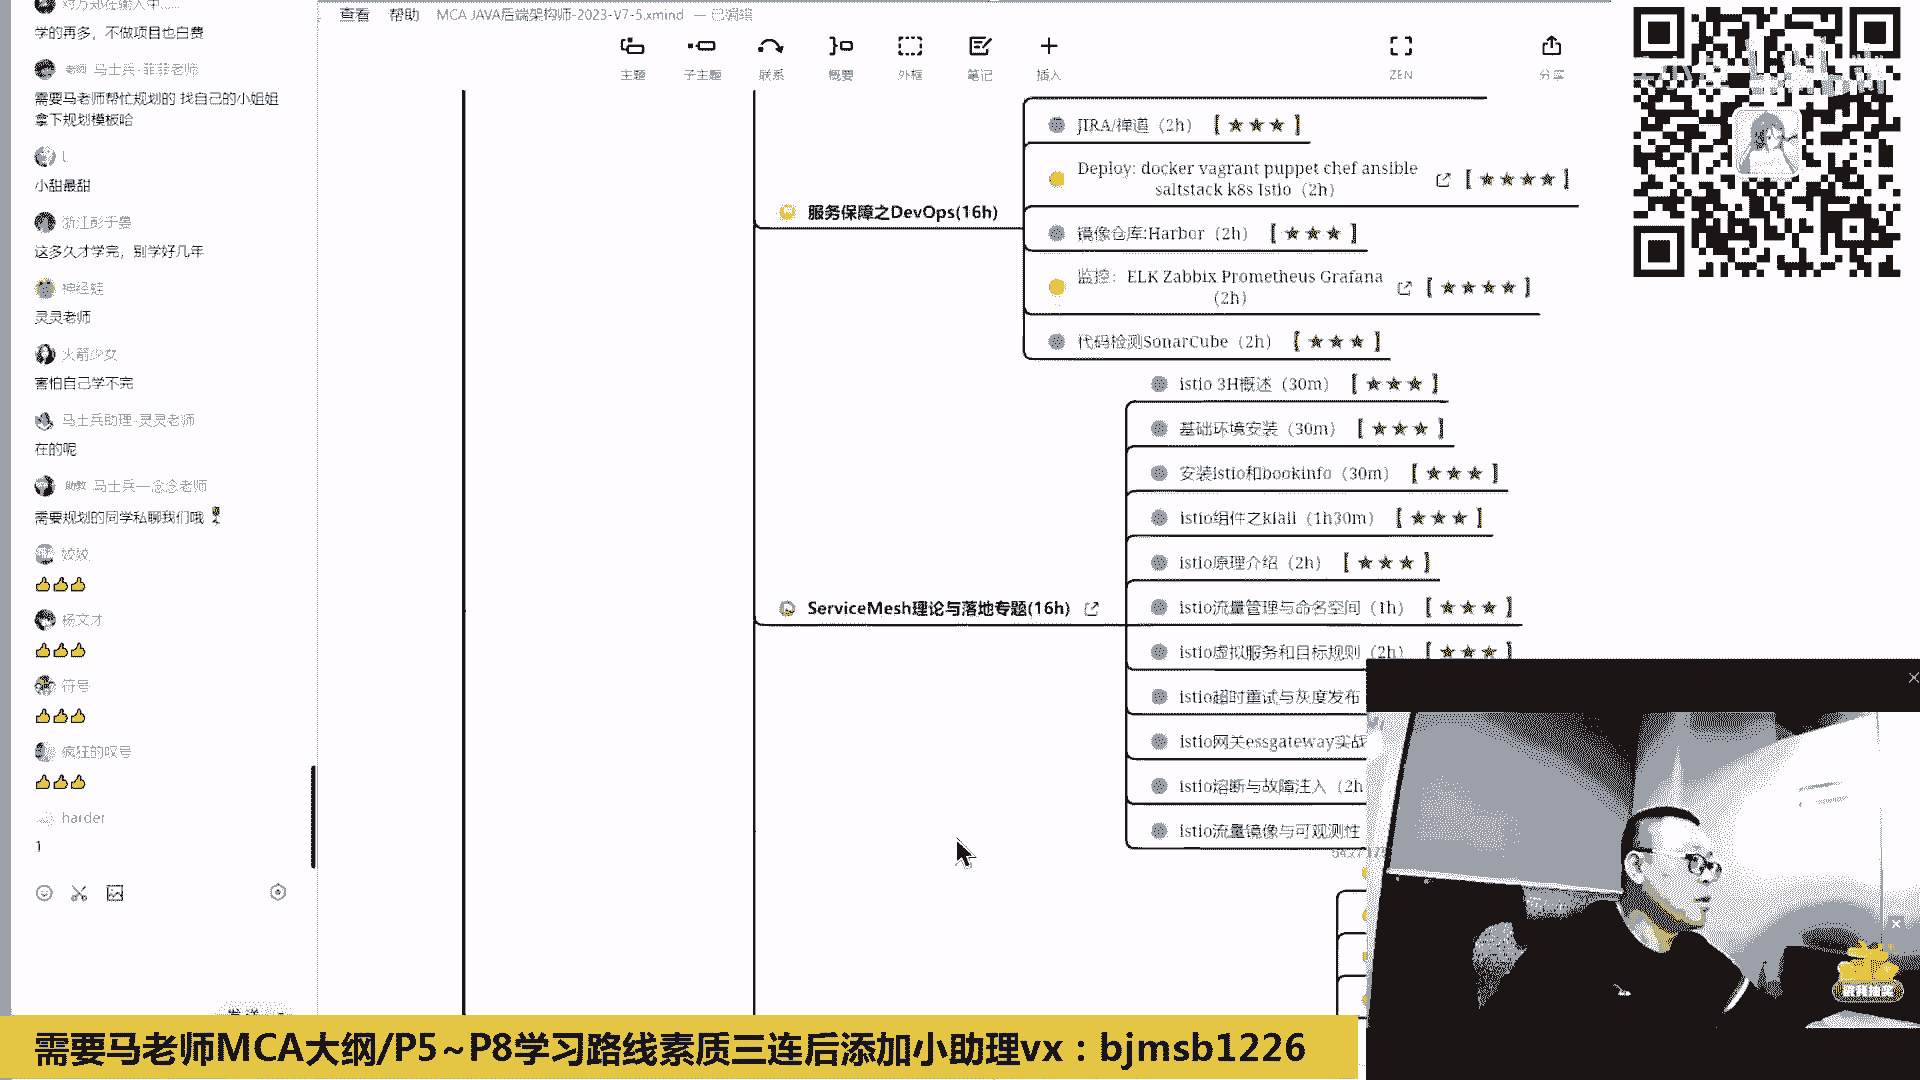 学的再多，不做项目也白费
老师 马士兵-菲菲老师
需要马老师帮忙规划的 找自己的小姐姐
拿下规划模板哈
L
小甜最甜
浙江彭于晏
这多久才学完，别学好几年
神经蛙
灵灵老师
火箭少女
害怕自己学不完
马士兵助理-灵灵老师
在的呢
助教 马士兵—念念老师
需要规划的同学私聊我们哦
姣姣
杨文才
符号
疯狂的叹号
harder
1
查看 帮助 MCA JAVA后端架构师-2023-V7-5.xmind — 已编辑
主题 子主题 联系 概要 外框 笔记 插入 ZEN 分享
服务保障之DevOps(16h)
JIRA/禅道（2h）【★★★】
Deploy: docker vagrant puppet chef ansible
saltstack k8s Istio（2h）【★★★★】
镜像仓库:Harbor（2h）【★★★】
监控：ELK Zabbix Prometheus Grafana
（2h）【★★★★】
代码检测SonarCube（2h）【★★★】
ServiceMesh理论与落地专题(16h)
istio 3H概述（30m）【★★★】
基础环境安装（30m）【★★★】
安装istio和bookinfo（30m）【★★★】
istio组件之kiali（1h30m）【★★★】
istio原理介绍（2h）【★★★】
istio流量管理与命名空间（1h）【★★★】
istio虚拟服务和目标规则（2h）【★★★】
istio超时重试与灰度发布
istio网关essgateway实战
istio熔断与故障注入（2h
istio流量镜像与可观测性
需要马老师MCA大纲/P5~P8学习路线素质三连后添加小助理vx：bjmsb1226